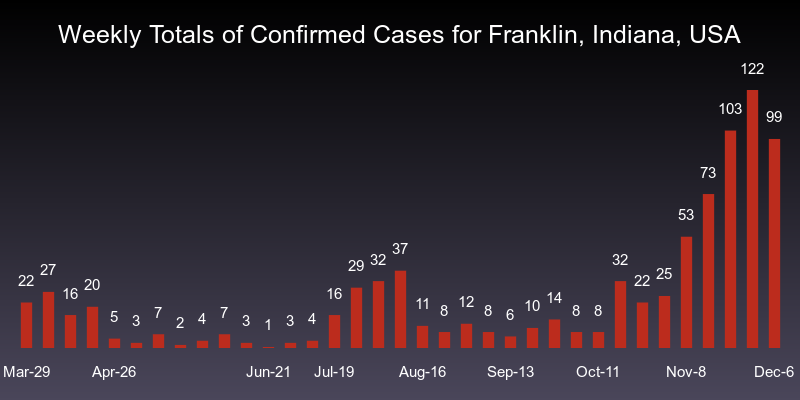 Weekly Totals of Confirmed Cases for Franklin, Indiana, USA
22 27 16 20 5 3 7 2 4 7 3 1 3 4 16 29 32 37 11 8 12 8 6 10 14 8 8 32 22 25 53 73 103 122 99
Mar-29 Apr-26 Jun-21 Jul-19 Aug-16 Sep-13 Oct-11 Nov-8 Dec-6